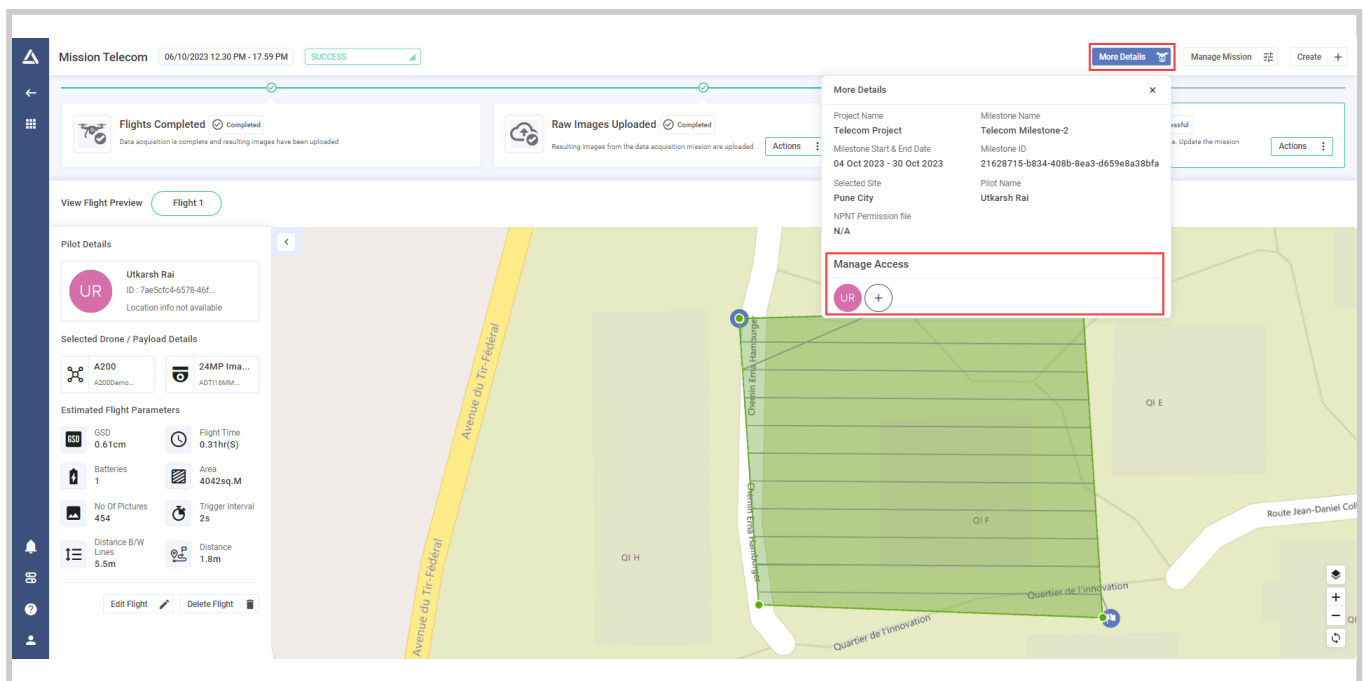 Mission Telecom
06/10/2023 12.30 PM - 17.59 PM
SUCCESS
More Details
Manage Mission
Create +
Flights Completed
Completed
Data acquisition is complete and resulting images have been uploaded
Raw Images Uploaded
Completed
Resulting images from the data acquisition mission are uploaded
Actions
essful
e. Update the mission
Actions
More Details
Project Name
Telecom Project
Milestone Name
Telecom Milestone-2
Milestone Start & End Date
04 Oct 2023 - 30 Oct 2023
Milestone ID
21628715-b834-408b-8ea3-d659e8a38bfa
Selected Site
Pune City
Pilot Name
Utkarsh Rai
NPNT Permission file
N/A
Manage Access
UR
+
View Flight Preview
Flight 1
Pilot Details
UR
Utkarsh Rai
ID : 7ae5cfc4-6578-46f...
Location info not available
Selected Drone / Payload Details
A200
A200Demo...
24MP Ima...
ADTI16MM...
Estimated Flight Parameters
GSD
GSD
0.61cm
Flight Time
0.31hr(S)
Batteries
1
Area
4042sq.M
No Of Pictures
454
Trigger Interval
2s
Distance B/W
Lines
5.5m
Distance
1.8m
Edit Flight
Delete Flight
Avenue du Tir-Fédéral
Avenue du Tir-Fédéral
Chemin Erna Hamburger
Chemin Erna Hamburger
QI E
QI F
QI H
Quartier de l'innovation
Quartier de l'innovation
Route Jean-Daniel Coll
QI
+
−